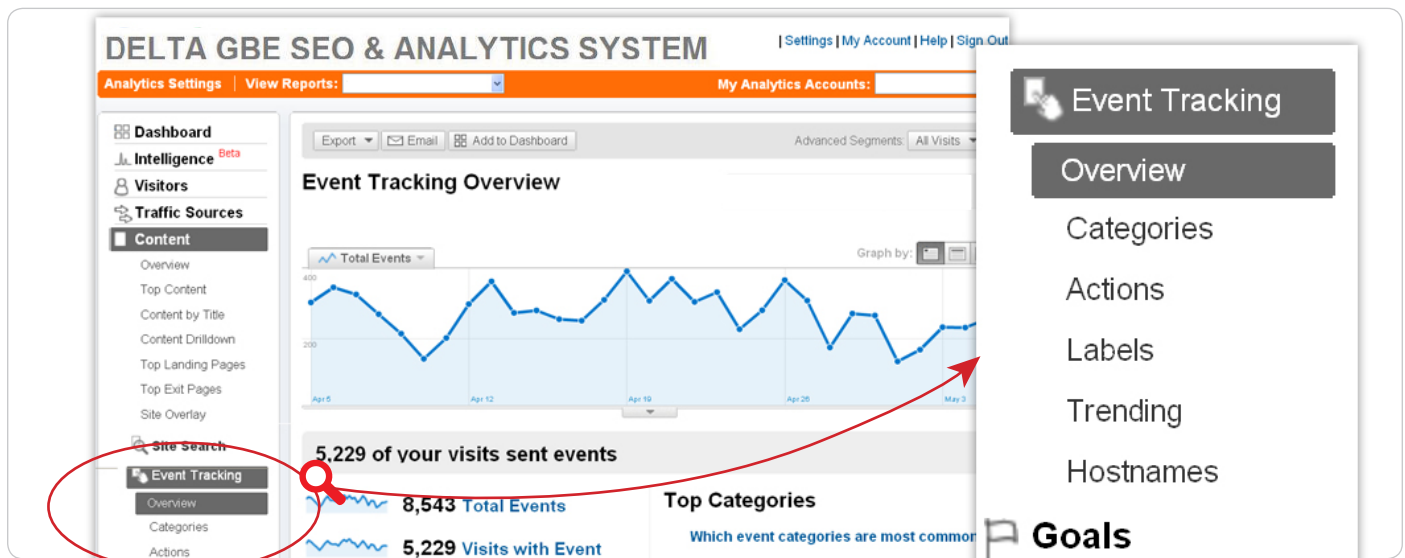 DELTA GBE SEO & ANALYTICS SYSTEM
| Settings | My Account | Help | Sign Out
Analytics Settings | View Reports:
My Analytics Accounts:
Dashboard
Intelligence Beta
Visitors
Traffic Sources
Content
Overview
Top Content
Content by Title
Content Drilldown
Top Landing Pages
Top Exit Pages
Site Overlay
Site Search
Event Tracking
Overview
Categories
Actions
Export
Email
Add to Dashboard
Advanced Segments: All Visits
Event Tracking Overview
Total Events
Graph by:
400
200
Apr 5
Apr 12
Apr 19
Apr 26
May 3
5,229 of your visits sent events
8,543 Total Events
5,229 Visits with Event
Top Categories
Which event categories are most common
Event Tracking
Overview
Categories
Actions
Labels
Trending
Hostnames
Goals